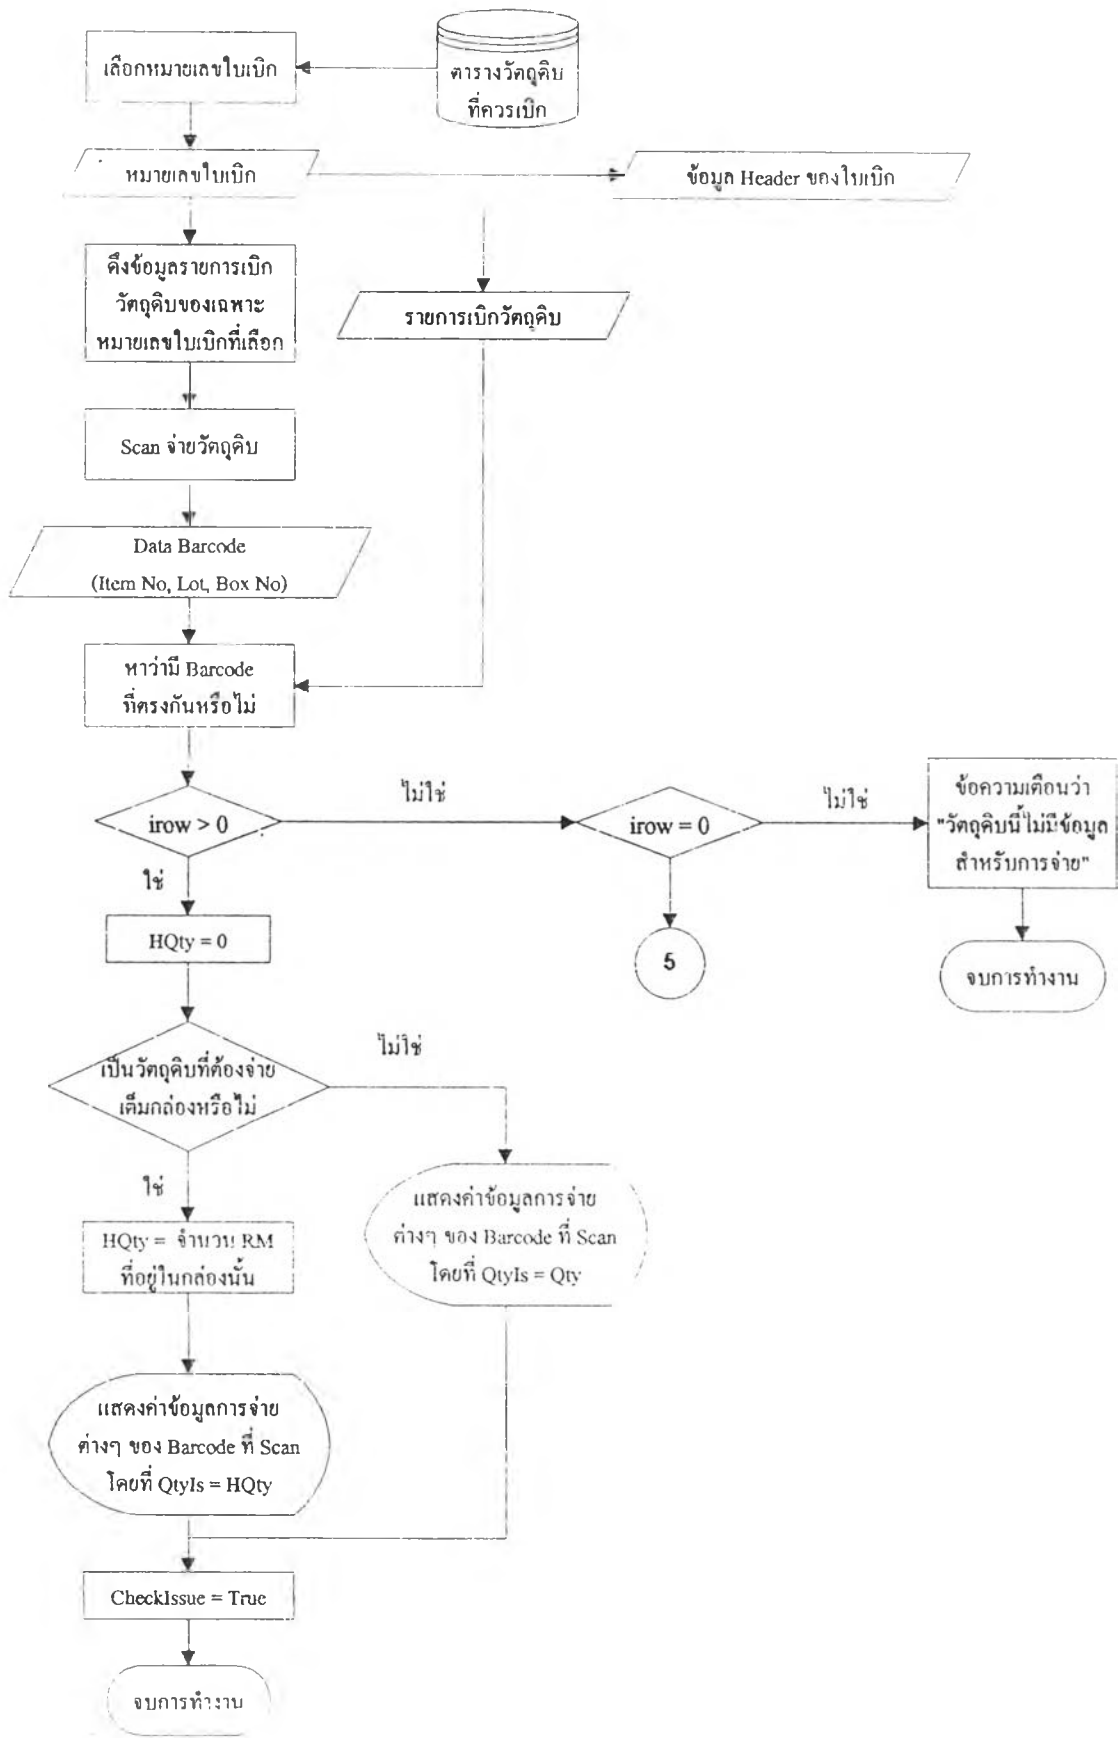 เลือกหมายเลขใบเบิก
ตารางวัตถุดิบ
ที่ควรเบิก
หมายเลขใบเบิก
ข้อมูล Header ของใบเบิก
ดึงข้อมูลรายการเบิก
วัตถุดิบของเฉพาะ
หมายเลขใบเบิกที่เลือก
รายการเบิกวัตถุดิบ
Scan จ่ายวัตถุดิบ
Data Barcode
(Item No, Lot, Box No)
หาว่ามี Barcode
ที่ตรงกันหรือไม่
irow > 0
ไม่ใช่
irow = 0
ไม่ใช่
ข้อความเตือนว่า
"วัตถุดิบนี้ไม่มีข้อมูล
สำหรับการจ่าย"
ใช่
HQty = 0
5
จบการทำงาน
เป็นวัตถุดิบที่ต้องจ่าย
เต็มกล่องหรือไม่
ไม่ใช่
ใช่
แสดงค่าข้อมูลการจ่าย
ต่างๆ ของ Barcode ที่ Scan
โดยที่ QtyIs = Qty
HQty = จำนวน RM
ที่อยู่ในกล่องนั้น
แสดงค่าข้อมูลการจ่าย
ต่างๆ ของ Barcode ที่ Scan
โดยที่ QtyIs = HQty
CheckIssue = True
จบการทำงาน